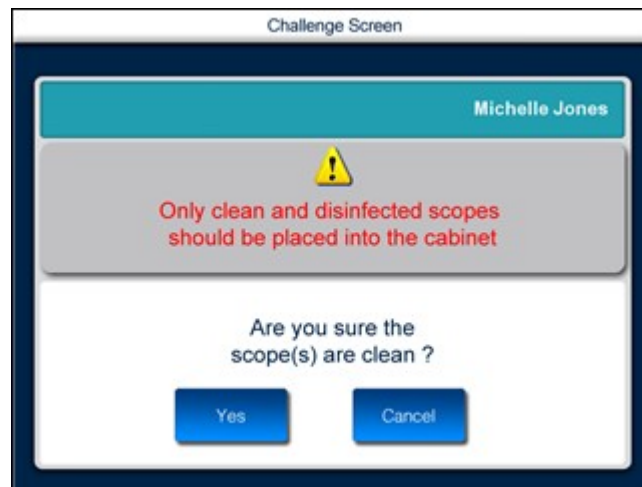 Challenge Screen
Michelle Jones
Only clean and disinfected scopes
should be placed into the cabinet
Are you sure the
scope(s) are clean ?
Yes
Cancel